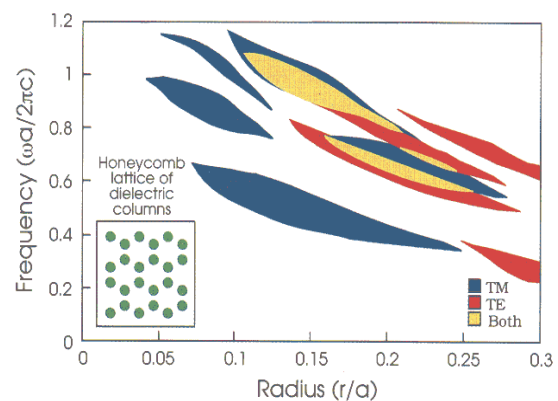 1.2
1
0.8
0.6
0.4
0.2
0
Frequency (ωa/2πc)
Honeycomb
lattice of
dielectric
columns
TM
TE
Both
0
0.05
0.1
0.15
0.2
0.25
0.3
Radius (r/a)